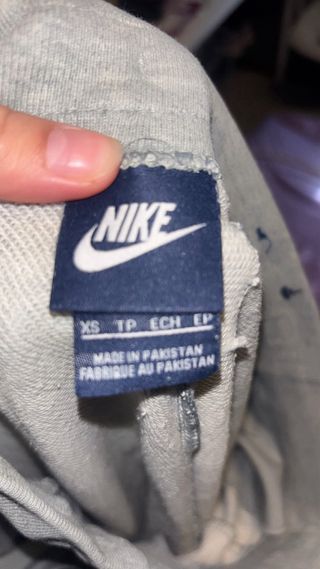 NIKE
XS TP ECH EP
MADE IN PAKISTAN
FABRIQUE AU PAKISTAN